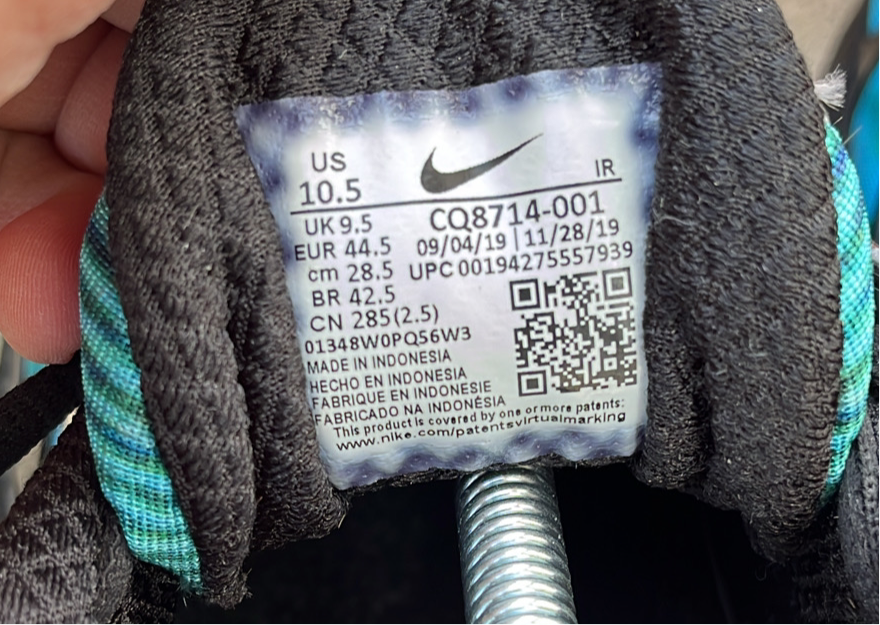 US
10.5
IR
UK 9.5
EUR 44.5
cm 28.5
BR 42.5
CN 285(2.5)
CQ8714-001
09/04/19 | 11/28/19
UPC 00194275557939
01348W0PQ56W3
MADE IN INDONESIA
HECHO EN INDONESIA
FABRIQUE EN INDONESIE
FABRICADO NA INDONÉSIA
This product is covered by one or more patents:
www.nike.com/patentsvirtualmarking